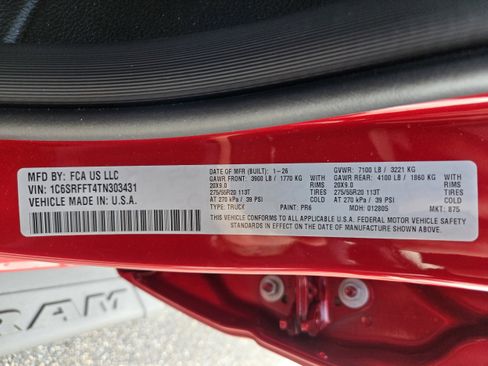 MFD BY: FCA US LLC
VIN: 1C6SRFFT4TN303431
VEHICLE MADE IN: U.S.A.
DATE OF MFR (BUILT): 1-26 GVWR: 7100 LB / 3221 KG
GAWR FRONT: 3900 LB / 1770 KG WITH GAWR REAR: 4100 LB / 1860 KG WITH
20X9.0 RIMS 20X9.0 RIMS
275/55R20 113T TIRES 275/55R20 113T TIRES
AT 270 kPa / 39 PSI COLD AT 270 kPa / 39 PSI COLD
TYPE: TRUCK PAINT: PR6 MDH: 012805 MKT: 875
THIS VEHICLE CONFORMS TO ALL APPLICABLE U.S.A. FEDERAL MOTOR VEHICLE SAFETY
STANDARDS IN EFFECT ON THE DATE OF MANUFACTURE SHOWN ABOVE
RAM